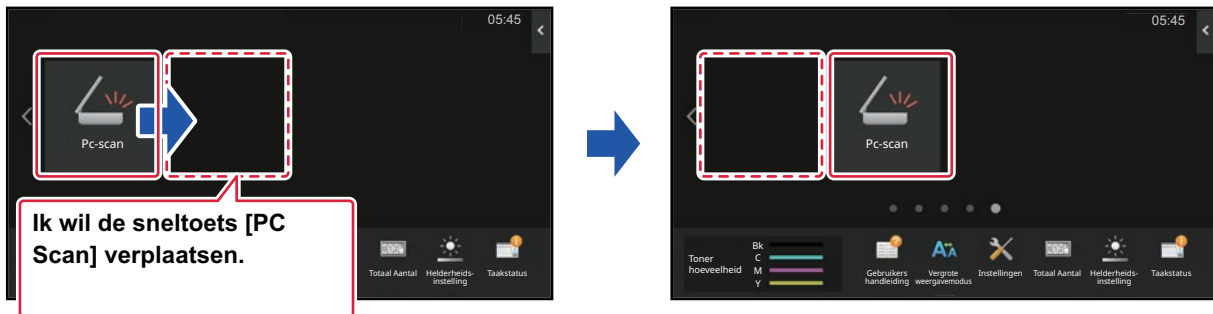 05:45
Pc-scan
Ik wil de sneltoets [PC
Scan] verplaatsen.
Totaal Aantal
Helderheids-
instelling
Taakstatus
05:45
Pc-scan
Toner
hoeveelheid
Bk
C
M
Y
Gebruikers
handleiding
Vergrote
weergavemodus
Instellingen
Totaal Aantal
Helderheids-
instelling
Taakstatus